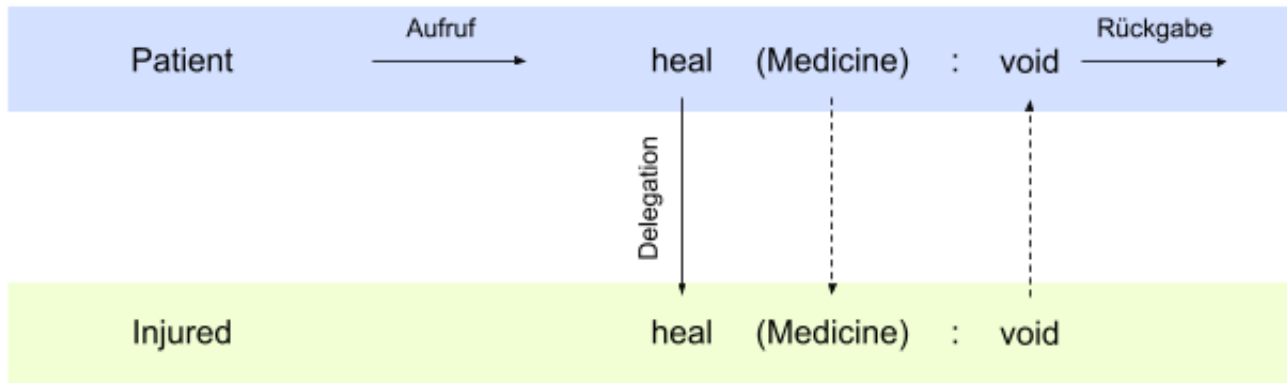 Aufruf
Rückgabe
Patient heal (Medicine) : void
Delegation
Injured heal (Medicine) : void